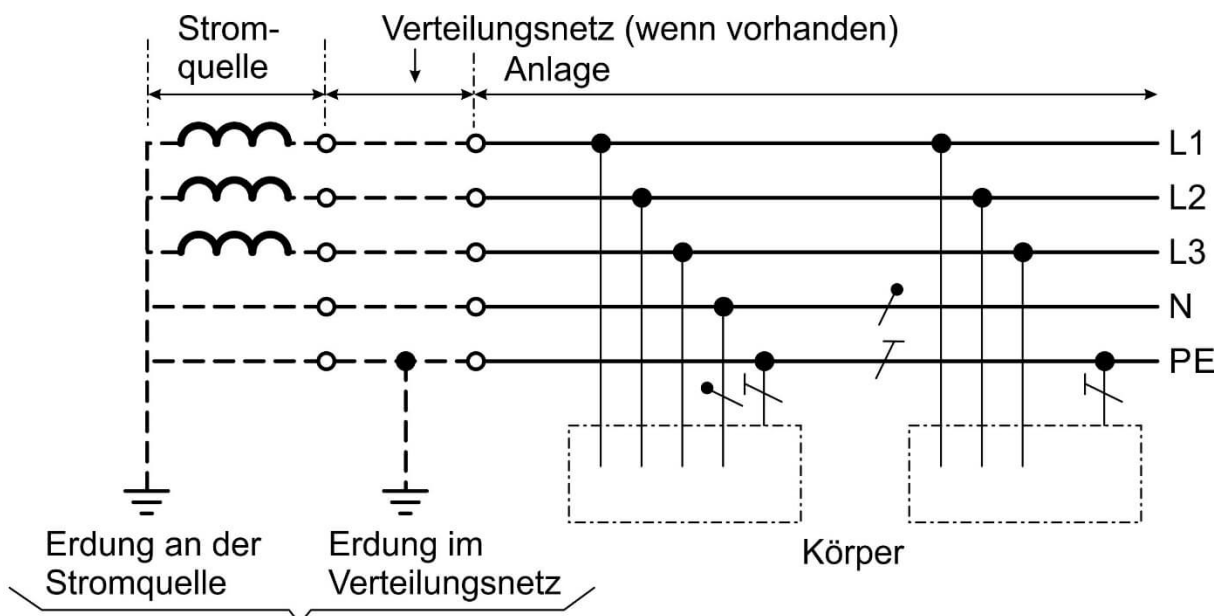 Strom-
quelle
Verteilungsnetz (wenn vorhanden)
Anlage
L1
L2
L3
N
PE
Körper
Erdung an der
Stromquelle
Erdung im
Verteilungsnetz